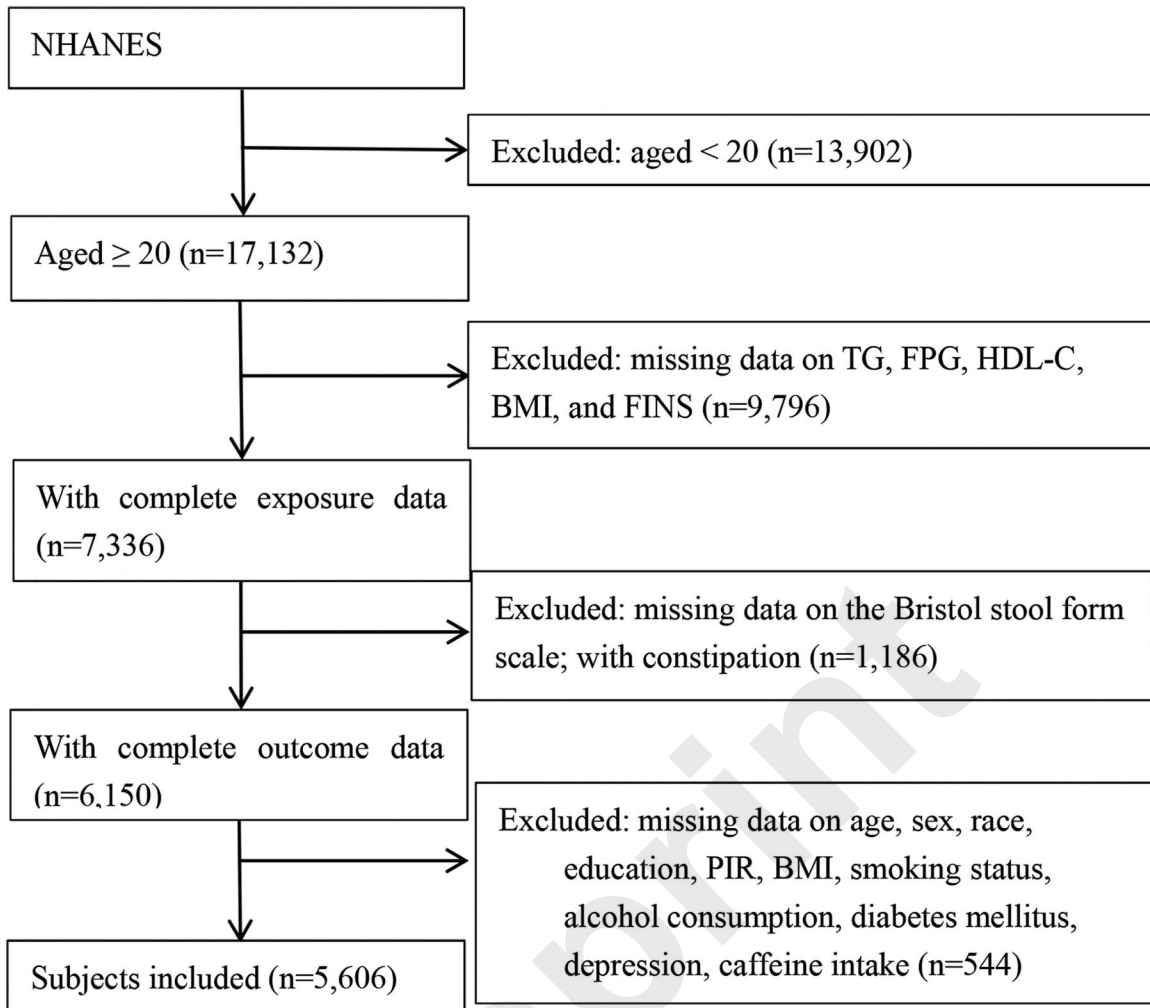 NHANES
Excluded: aged < 20 (n=13,902)
Aged ≥ 20 (n=17,132)
Excluded: missing data on TG, FPG, HDL-C,
BMI, and FINS (n=9,796)
With complete exposure data
(n=7,336)
Excluded: missing data on the Bristol stool form
scale; with constipation (n=1,186)
With complete outcome data
(n=6,150)
Excluded: missing data on age, sex, race,
education, PIR, BMI, smoking status,
alcohol consumption, diabetes mellitus,
depression, caffeine intake (n=544)
Subjects included (n=5,606)
print